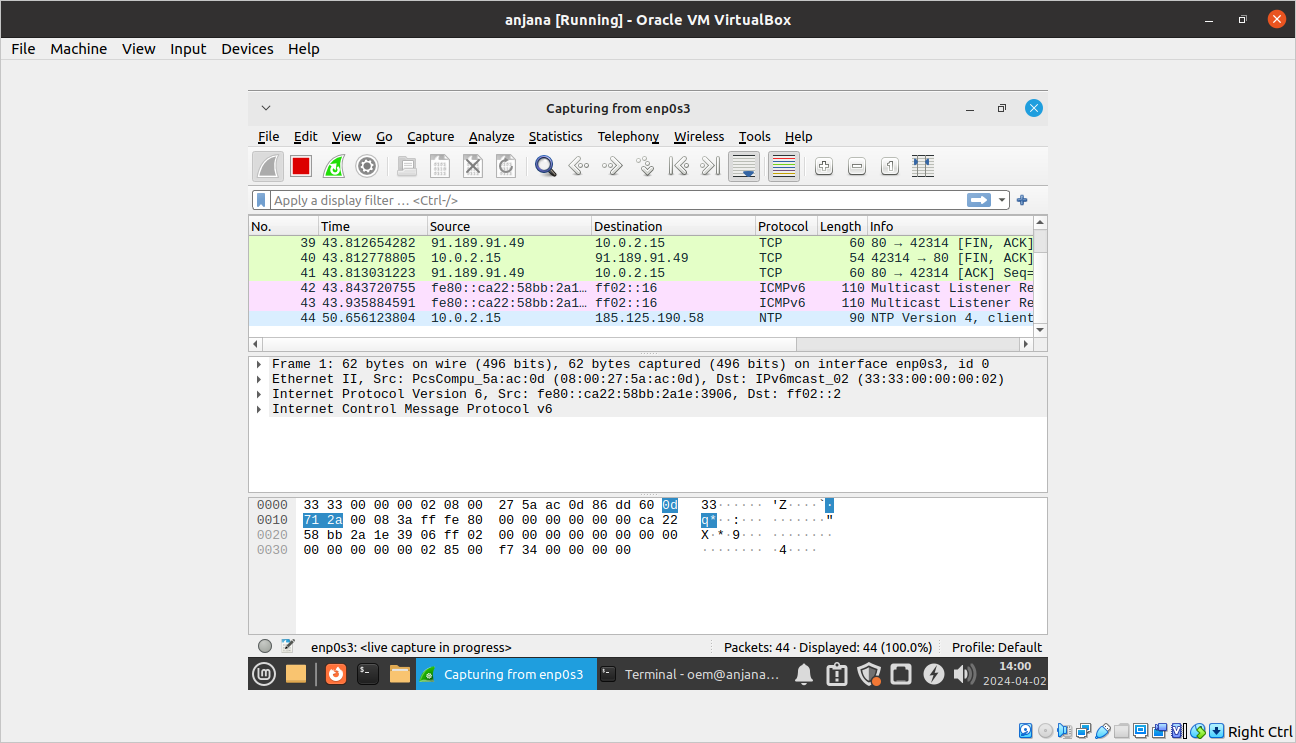 anjana [Running] - Oracle VM VirtualBox
File Machine View Input Devices Help
Capturing from enp0s3
File Edit View Go Capture Analyze Statistics Telephony Wireless Tools Help
Apply a display filter … <Ctrl-/>
No. Time Source Destination Protocol Length Info
39 43.812654282 91.189.91.49 10.0.2.15 TCP 60 80 → 42314 [FIN, ACK]
40 43.812778805 10.0.2.15 91.189.91.49 TCP 54 42314 → 80 [FIN, ACK]
41 43.813031223 91.189.91.49 10.0.2.15 TCP 60 80 → 42314 [ACK] Seq=
42 43.843720755 fe80::ca22:58bb:2a1… ff02::16 ICMPv6 110 Multicast Listener Re
43 43.935884591 fe80::ca22:58bb:2a1… ff02::16 ICMPv6 110 Multicast Listener Re
44 50.656123804 10.0.2.15 185.125.190.58 NTP 90 NTP Version 4, client
Frame 1: 62 bytes on wire (496 bits), 62 bytes captured (496 bits) on interface enp0s3, id 0
Ethernet II, Src: PcsCompu_5a:ac:0d (08:00:27:5a:ac:0d), Dst: IPv6mcast_02 (33:33:00:00:00:02)
Internet Protocol Version 6, Src: fe80::ca22:58bb:2a1e:3906, Dst: ff02::2
Internet Control Message Protocol v6
0000 33 33 00 00 00 02 08 00 27 5a ac 0d 86 dd 60 0d 33······ 'Z····`·
0010 71 2a 00 08 3a ff fe 80 00 00 00 00 00 00 ca 22 q*··:··· ·······"
0020 58 bb 2a 1e 39 06 ff 02 00 00 00 00 00 00 00 00 X·*·9··· ········
0030 00 00 00 00 00 02 85 00 f7 34 00 00 00 00 ········ ·4····
enp0s3: <live capture in progress> Packets: 44 · Displayed: 44 (100.0%) Profile: Default
Capturing from enp0s3 Terminal - oem@anjana... 14:00
2024-04-02
Right Ctrl